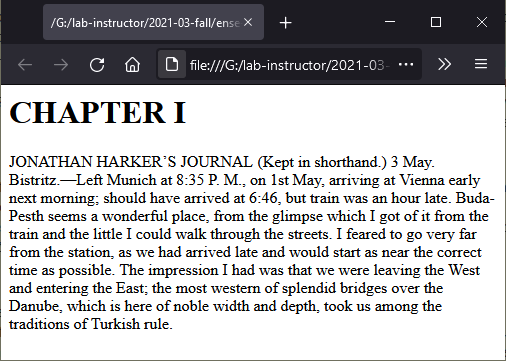 /G:/lab-instructor/2021-03-fall/ense
file:///G:/lab-instructor/2021-03-
CHAPTER I
JONATHAN HARKER’S JOURNAL (Kept in shorthand.) 3 May.
Bistritz.—Left Munich at 8:35 P. M., on 1st May, arriving at Vienna early
next morning; should have arrived at 6:46, but train was an hour late. Buda-
Pesth seems a wonderful place, from the glimpse which I got of it from the
train and the little I could walk through the streets. I feared to go very far
from the station, as we had arrived late and would start as near the correct
time as possible. The impression I had was that we were leaving the West
and entering the East; the most western of splendid bridges over the
Danube, which is here of noble width and depth, took us among the
traditions of Turkish rule.